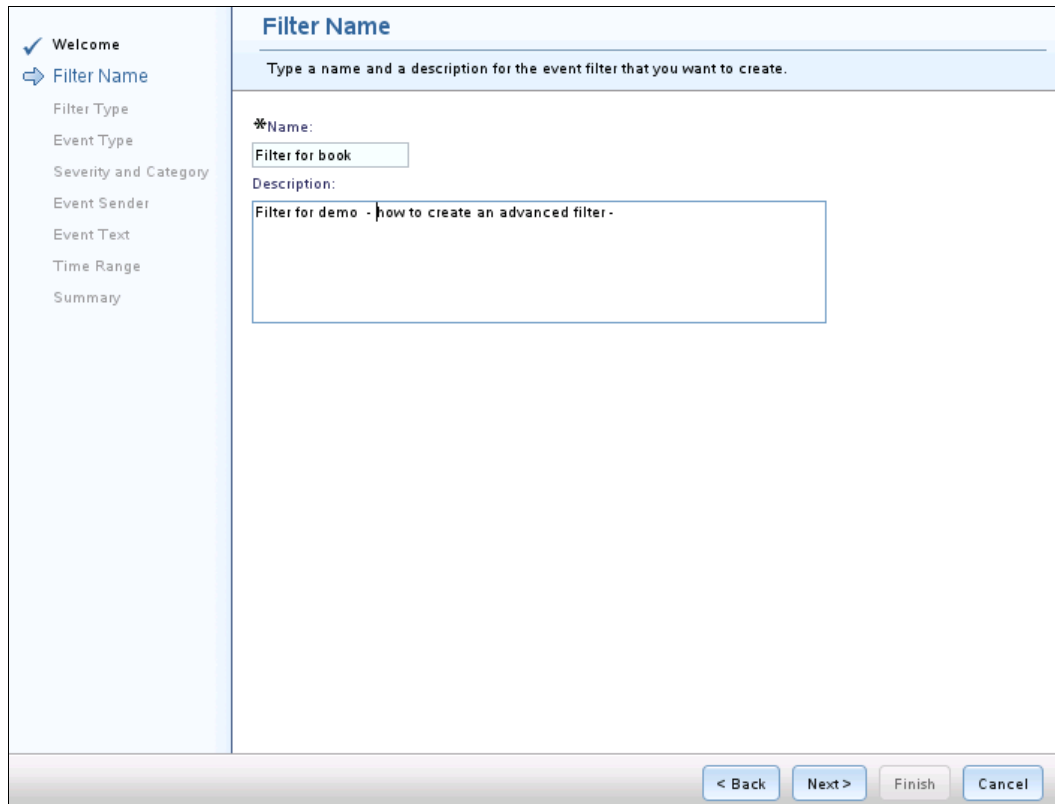 Welcome
Filter Name
Filter Type
Event Type
Severity and Category
Event Sender
Event Text
Time Range
Summary
Filter Name
Type a name and a description for the event filter that you want to create.
*Name:
Filter for book
Description:
Filter for demo - how to create an advanced filter -
< Back
Next >
Finish
Cancel